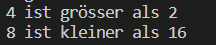 4 ist grösser als 2
8 ist kleiner als 16